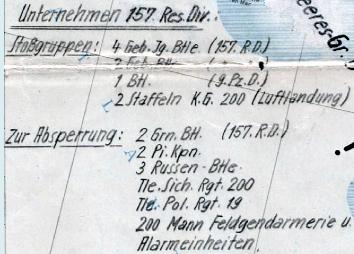 Unternehmen 157. Res. Div.:
Stoßgruppen: 4 Geb. Jg. Btle. (157. R.D.)
1 Btl. (9. Pz. D.)
2 Staffeln K.G. 200 (Luftlandung)
Zur Absperrung: 2 Grn. Btl. (157. R.D.)
2 Pi. Kpn.
3 Russen-Btle.
Tle. Sich. Rgt. 200
Tle. Pol. Rgt. 19
200 Mann Feldgendarmerie u.
Alarmeinheiten.
eeres-Gr.